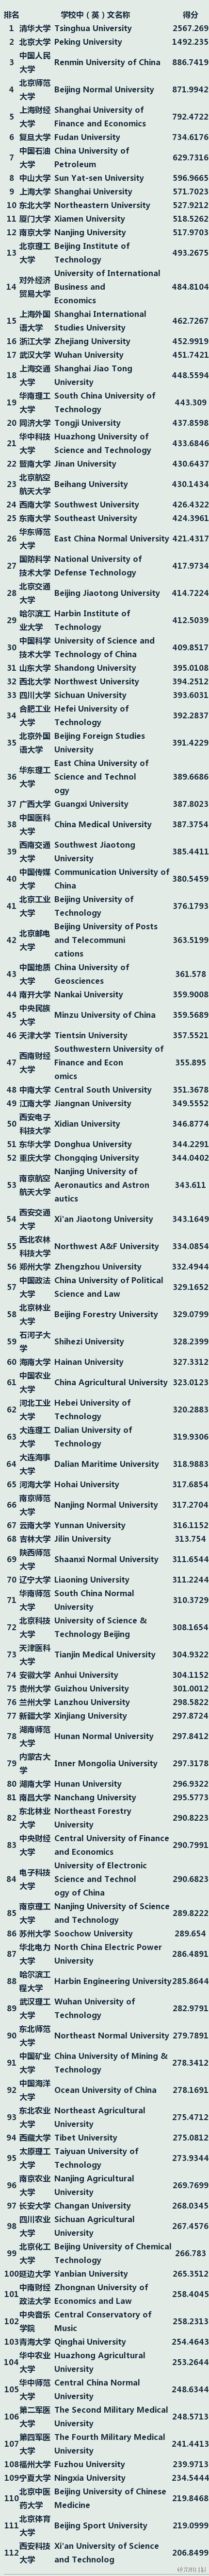 排名 学校中（英）文名称 得分
1 清华大学 Tsinghua University 2567.269
2 北京大学 Peking University 1492.235
3 中国人民大学 Renmin University of China 886.7419
4 北京师范大学 Beijing Normal University 871.9942
5 上海财经大学 Shanghai University of Finance and Economics 792.4722
6 复旦大学 Fudan University 734.6176
7 中国石油大学 China University of Petroleum 629.7316
8 中山大学 Sun Yat-sen University 596.9665
9 上海大学 Shanghai University 571.7023
10 东北大学 Northeastern University 527.9212
11 厦门大学 Xiamen University 518.5262
12 南京大学 Nanjing University 517.9703
13 北京理工大学 Beijing Institute of Technology 493.2675
14 对外经济贸易大学 University of International Business and Economics 484.8104
15 上海外国语大学 Shanghai International Studies University 462.7267
16 浙江大学 Zhejiang University 452.9919
17 武汉大学 Wuhan University 451.7421
18 上海交通大学 Shanghai Jiao Tong University 448.5594
19 华南理工大学 South China University of Technology 443.309
20 同济大学 Tongji University 437.8598
21 华中科技大学 Huazhong University of Science and Technology 433.6846
22 暨南大学 Jinan University 430.6437
23 北京航空航天大学 Beihang University 430.1434
24 西南大学 Southwest University 426.4322
25 东南大学 Southeast University 424.3961
26 华东师范大学 East China Normal University 421.4317
27 国防科学技术大学 National University of Defense Technology 417.9734
28 北京交通大学 Beijing Jiaotong University 414.7224
29 哈尔滨工业大学 Harbin Institute of Technology 412.5039
30 中国科学技术大学 University of Science and Technology of China 409.8517
31 山东大学 Shandong University 395.0108
32 西北大学 Northwest University 394.2512
33 四川大学 Sichuan University 393.6031
34 合肥工业大学 Hefei University of Technology 392.2837
35 北京外国语大学 Beijing Foreign Studies University 391.4229
36 华东理工大学 East China University of Science and Technol ogy 389.6686
37 广西大学 Guangxi University 387.8023
38 中国医科大学 China Medical University 387.3754
39 西南交通大学 Southwest Jiaotong University 385.4411
40 中国传媒大学 Communication University of China 380.5459
41 北京工业大学 Beijing University of Technology 376.1793
42 北京邮电大学 Beijing University of Posts and Telecommuni cations 363.5199
43 中国地质大学 China University of Geosciences 361.578
44 南开大学 Nankai University 359.9008
45 中央民族大学 Minzu University of China 359.5689
46 天津大学 Tientsin University 357.5521
47 西南财经大学 Southwestern University of Finance and Econ omics 355.895
48 中南大学 Central South University 351.3678
49 江南大学 Jiangnan University 349.5552
50 西安电子科技大学 Xidian University 346.8774
51 东华大学 Donghua University 344.2291
52 重庆大学 Chongqing University 344.0402
53 南京航空航天大学 Nanjing University of Aeronautics and Astron autics 343.611
54 西安交通大学 Xi'an Jiaotong University 343.1649
55 西北农林科技大学 Northwest A&F University 334.0854
56 郑州大学 Zhengzhou University 332.4944
57 中国政法大学 China University of Political Science and Law 329.1652
58 北京林业大学 Beijing Forestry University 329.0799
59 石河子大学 Shihezi University 328.2399
60 海南大学 Hainan University 327.3312
61 中国农业大学 China Agricultural University 323.0123
62 河北工业大学 Hebei University of Technology 320.2883
63 大连理工大学 Dalian University of Technology 319.9306
64 大连海事大学 Dalian Maritime University 318.9883
65 河海大学 Hohai University 317.6854
66 南京师范大学 Nanjing Normal University 317.2704
67 云南大学 Yunnan University 316.1152
68 吉林大学 Jilin University 313.754
69 陕西师范大学 Shaanxi Normal University 311.6544
70 辽宁大学 Liaoning University 311.2244
71 华南师范大学 South China Normal University 310.3729
72 北京科技大学 University of Science & Technology Beijing 308.1654
73 天津医科大学 Tianjin Medical University 304.9322
74 安徽大学 Anhui University 304.1152
75 贵州大学 Guizhou University 301.0012
76 兰州大学 Lanzhou University 298.5822
77 新疆大学 Xinjiang University 297.8724
78 湖南师范大学 Hunan Normal University 297.8412
79 内蒙古大学 Inner Mongolia University 297.3178
80 湖南大学 Hunan University 296.9322
81 南昌大学 Nanchang University 295.5773
82 东北林业大学 Northeast Forestry University 290.8223
83 中央财经大学 Central University of Finance and Economics 290.7991
84 电子科技大学 University of Electronic Science and Technol ogy of China 290.6823
85 南京理工大学 Nanjing University of Science and Technology 289.8222
86 苏州大学 Soochow University 289.654
87 华北电力大学 North China Electric Power University 286.4891
88 哈尔滨工程大学 Harbin Engineering University 285.8644
89 武汉理工大学 Wuhan University of Technology 282.9791
90 东北师范大学 Northeast Normal University 279.7891
91 中国矿业大学 China University of Mining & Technology 278.3412
92 中国海洋大学 Ocean University of China 278.1691
93 东北农业大学 Northeast Agricultural University 275.4712
94 西藏大学 Tibet University 275.0812
95 太原理工大学 Taiyuan University of Technology 273.9344
96 南京农业大学 Nanjing Agricultural University 269.7699
97 长安大学 Changan University 268.0345
98 四川农业大学 Sichuan Agricultural University 267.4576
99 北京化工大学 Beijing University of Chemical Technology 266.783
100 延边大学 Yanbian University 265.3512
101 中南财经政法大学 Zhongnan University of Economics and Law 258.4045
102 中央音乐学院 Central Conservatory of Music 258.2313
103 青海大学 Qinghai University 254.4643
104 华中农业大学 Huazhong Agricultural University 253.2644
105 华中师范大学 Central China Normal University 248.6344
106 第二军医大学 The Second Military Medical University 248.5713
107 第四军医大学 The Fourth Military Medical University 241.4413
108 福州大学 Fuzhou University 239.9713
109 宁夏大学 Ningxia University 234.5444
110 北京中医药大学 Beijing University of Chinese Medicine 219.8468
111 北京体育大学 Beijing Sport University 219.0999
112 西安科技大学 Xi'an University of Science and Technolog 206.8499